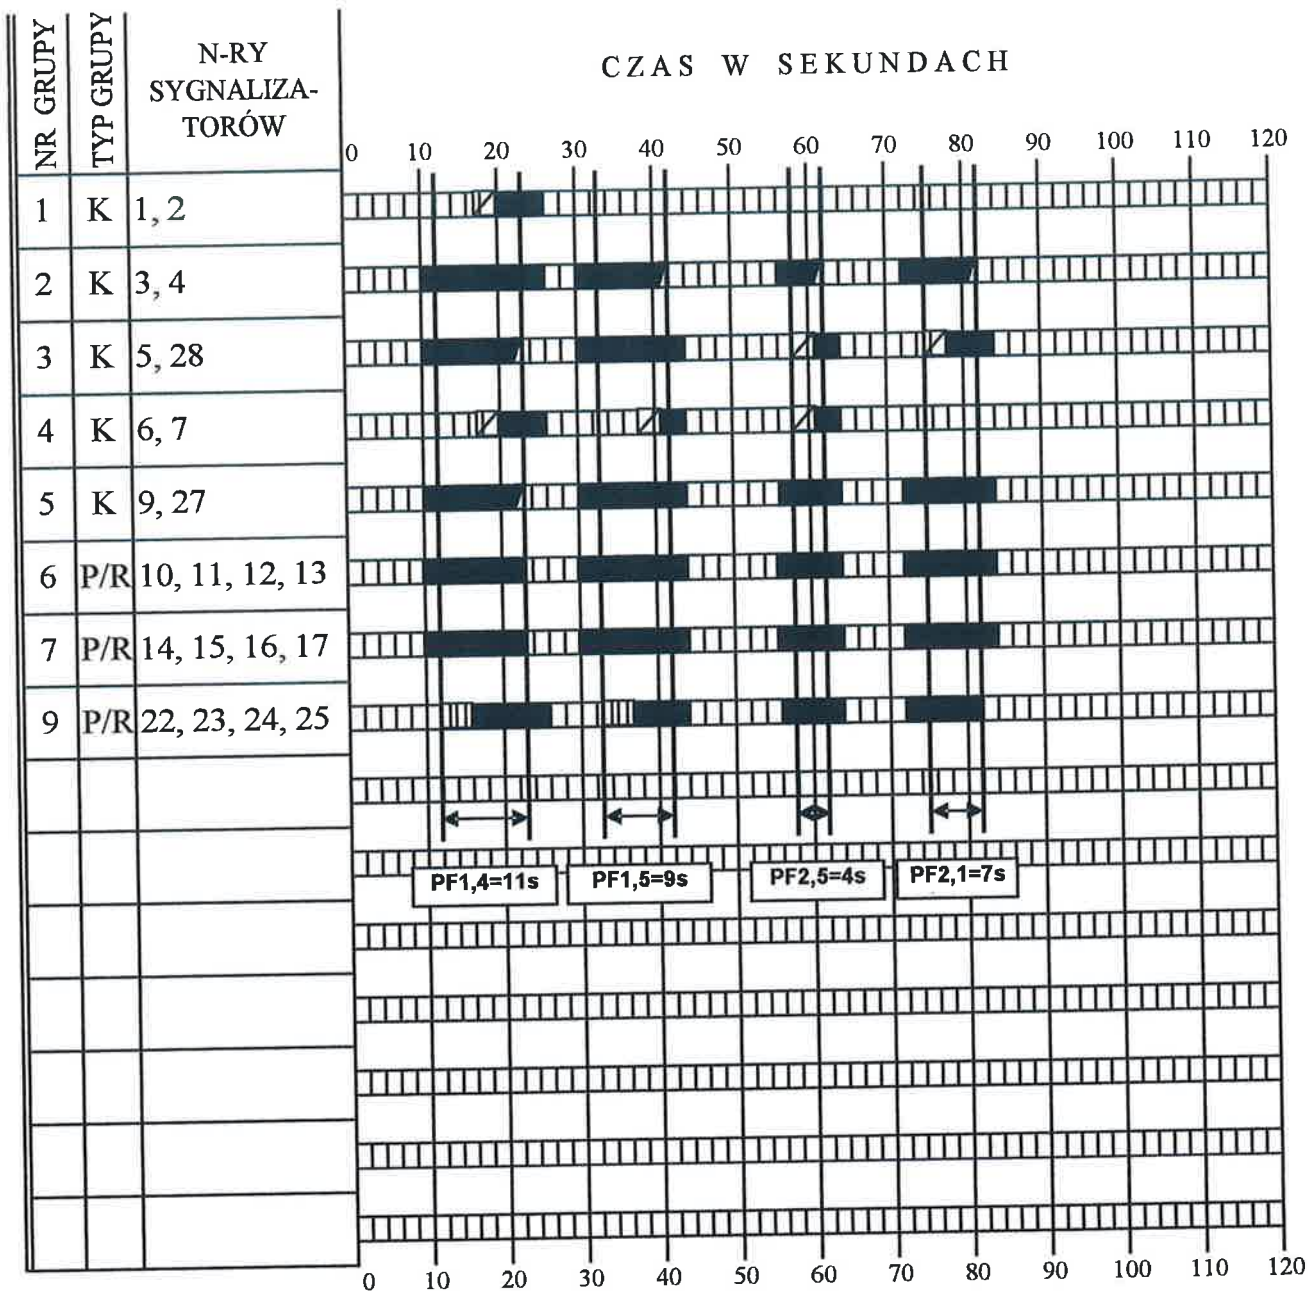 NR GRUPY
TYP GRUPY
N-RY
SYGNALIZA-
TORÓW
CZAS W SEKUNDACH
0 10 20 30 40 50 60 70 80 90 100 110 120
1 K 1, 2
2 K 3, 4
3 K 5, 28
4 K 6, 7
5 K 9, 27
6 P/R 10, 11, 12, 13
7 P/R 14, 15, 16, 17
9 P/R 22, 23, 24, 25
PF1,4=11s PF1,5=9s PF2,5=4s PF2,1=7s
0 10 20 30 40 50 60 70 80 90 100 110 120